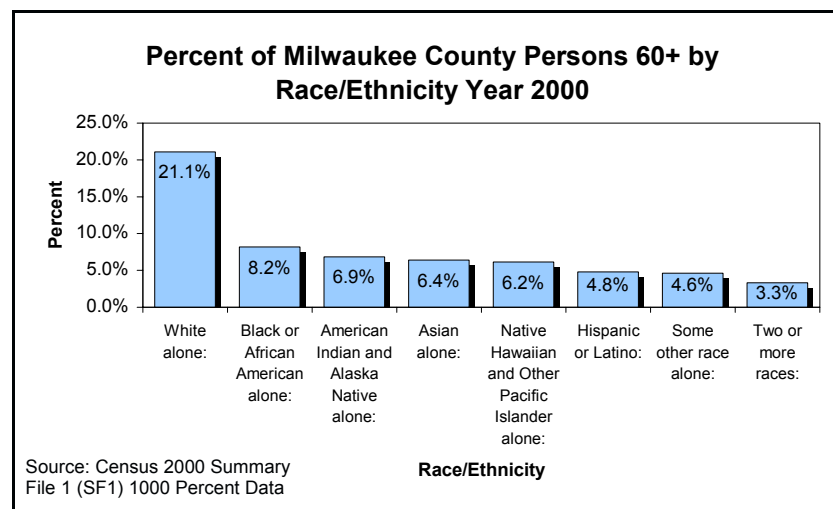 Percent of Milwaukee County Persons 60+ by
Race/Ethnicity Year 2000
25.0%
20.0%
15.0%
10.0%
5.0%
0.0%
Percent
21.1%
8.2%
6.9%
6.4%
6.2%
4.8%
4.6%
3.3%
White
alone:
Black or
African
American
alone:
American
Indian and
Alaska
Native
alone:
Asian
alone:
Native
Hawaiian
and Other
Pacific
Islander
alone:
Hispanic
or Latino:
Some
other race
alone:
Two or
more
races:
Race/Ethnicity
Source: Census 2000 Summary
File 1 (SF1) 1000 Percent Data